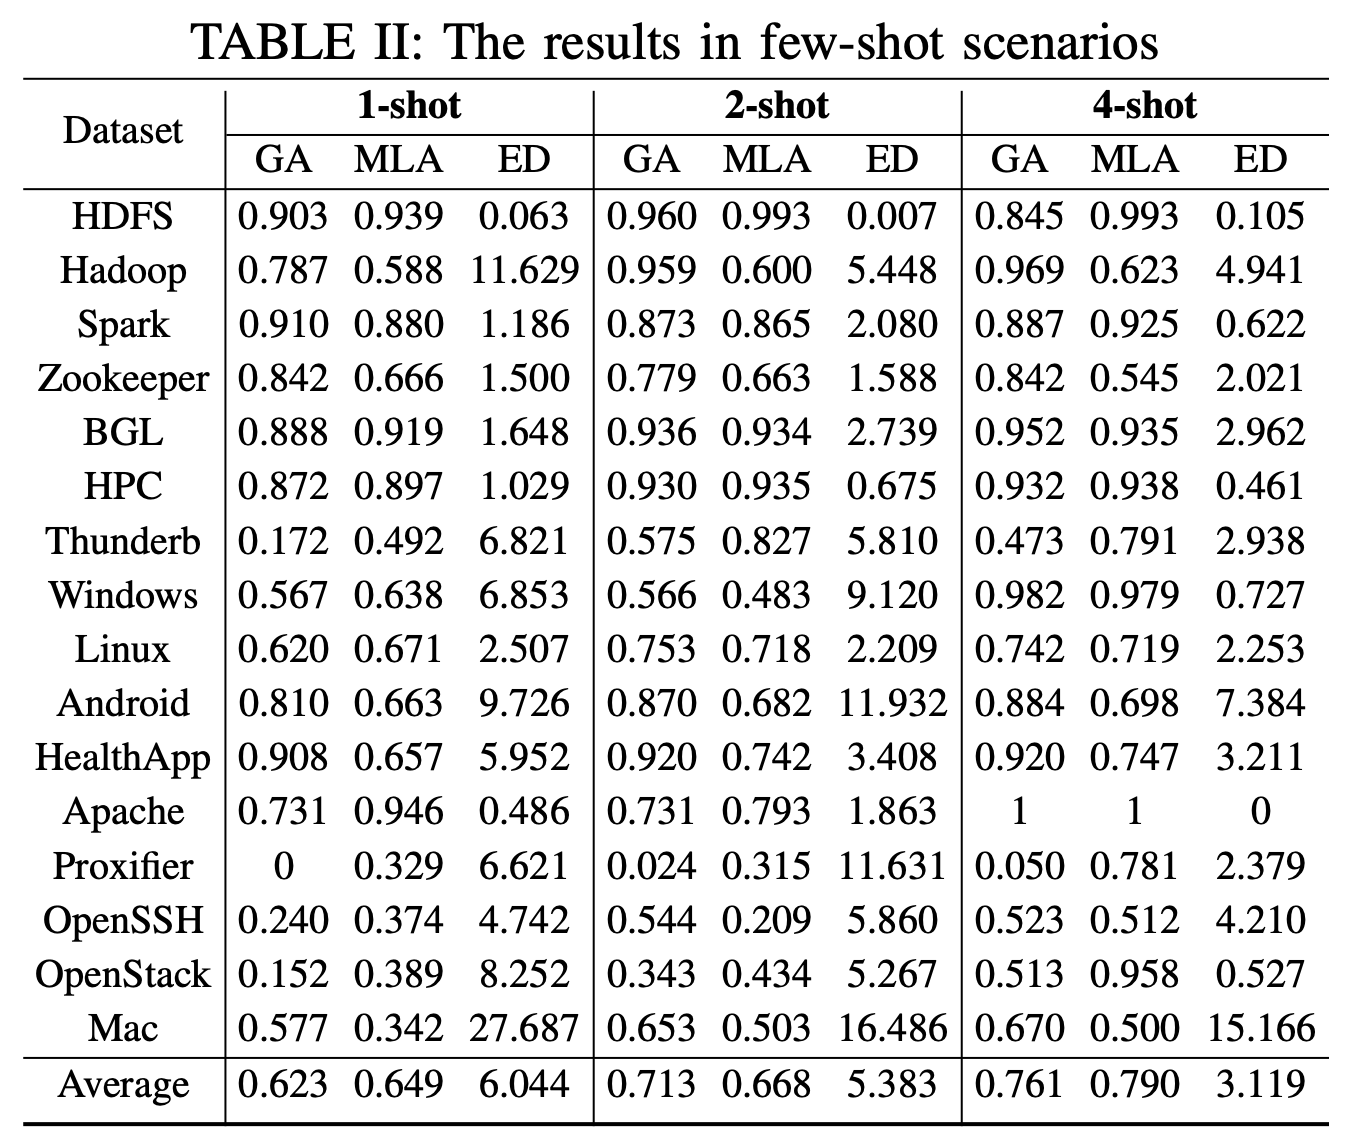 TABLE II: The results in few-shot scenarios
Dataset 1-shot 2-shot 4-shot
GA MLA ED GA MLA ED GA MLA ED
HDFS 0.903 0.939 0.063 0.960 0.993 0.007 0.845 0.993 0.105
Hadoop 0.787 0.588 11.629 0.959 0.600 5.448 0.969 0.623 4.941
Spark 0.910 0.880 1.186 0.873 0.865 2.080 0.887 0.925 0.622
Zookeeper 0.842 0.666 1.500 0.779 0.663 1.588 0.842 0.545 2.021
BGL 0.888 0.919 1.648 0.936 0.934 2.739 0.952 0.935 2.962
HPC 0.872 0.897 1.029 0.930 0.935 0.675 0.932 0.938 0.461
Thunderb 0.172 0.492 6.821 0.575 0.827 5.810 0.473 0.791 2.938
Windows 0.567 0.638 6.853 0.566 0.483 9.120 0.982 0.979 0.727
Linux 0.620 0.671 2.507 0.753 0.718 2.209 0.742 0.719 2.253
Android 0.810 0.663 9.726 0.870 0.682 11.932 0.884 0.698 7.384
HealthApp 0.908 0.657 5.952 0.920 0.742 3.408 0.920 0.747 3.211
Apache 0.731 0.946 0.486 0.731 0.793 1.863 1 1 0
Proxifier 0 0.329 6.621 0.024 0.315 11.631 0.050 0.781 2.379
OpenSSH 0.240 0.374 4.742 0.544 0.209 5.860 0.523 0.512 4.210
OpenStack 0.152 0.389 8.252 0.343 0.434 5.267 0.513 0.958 0.527
Mac 0.577 0.342 27.687 0.653 0.503 16.486 0.670 0.500 15.166
Average 0.623 0.649 6.044 0.713 0.668 5.383 0.761 0.790 3.119